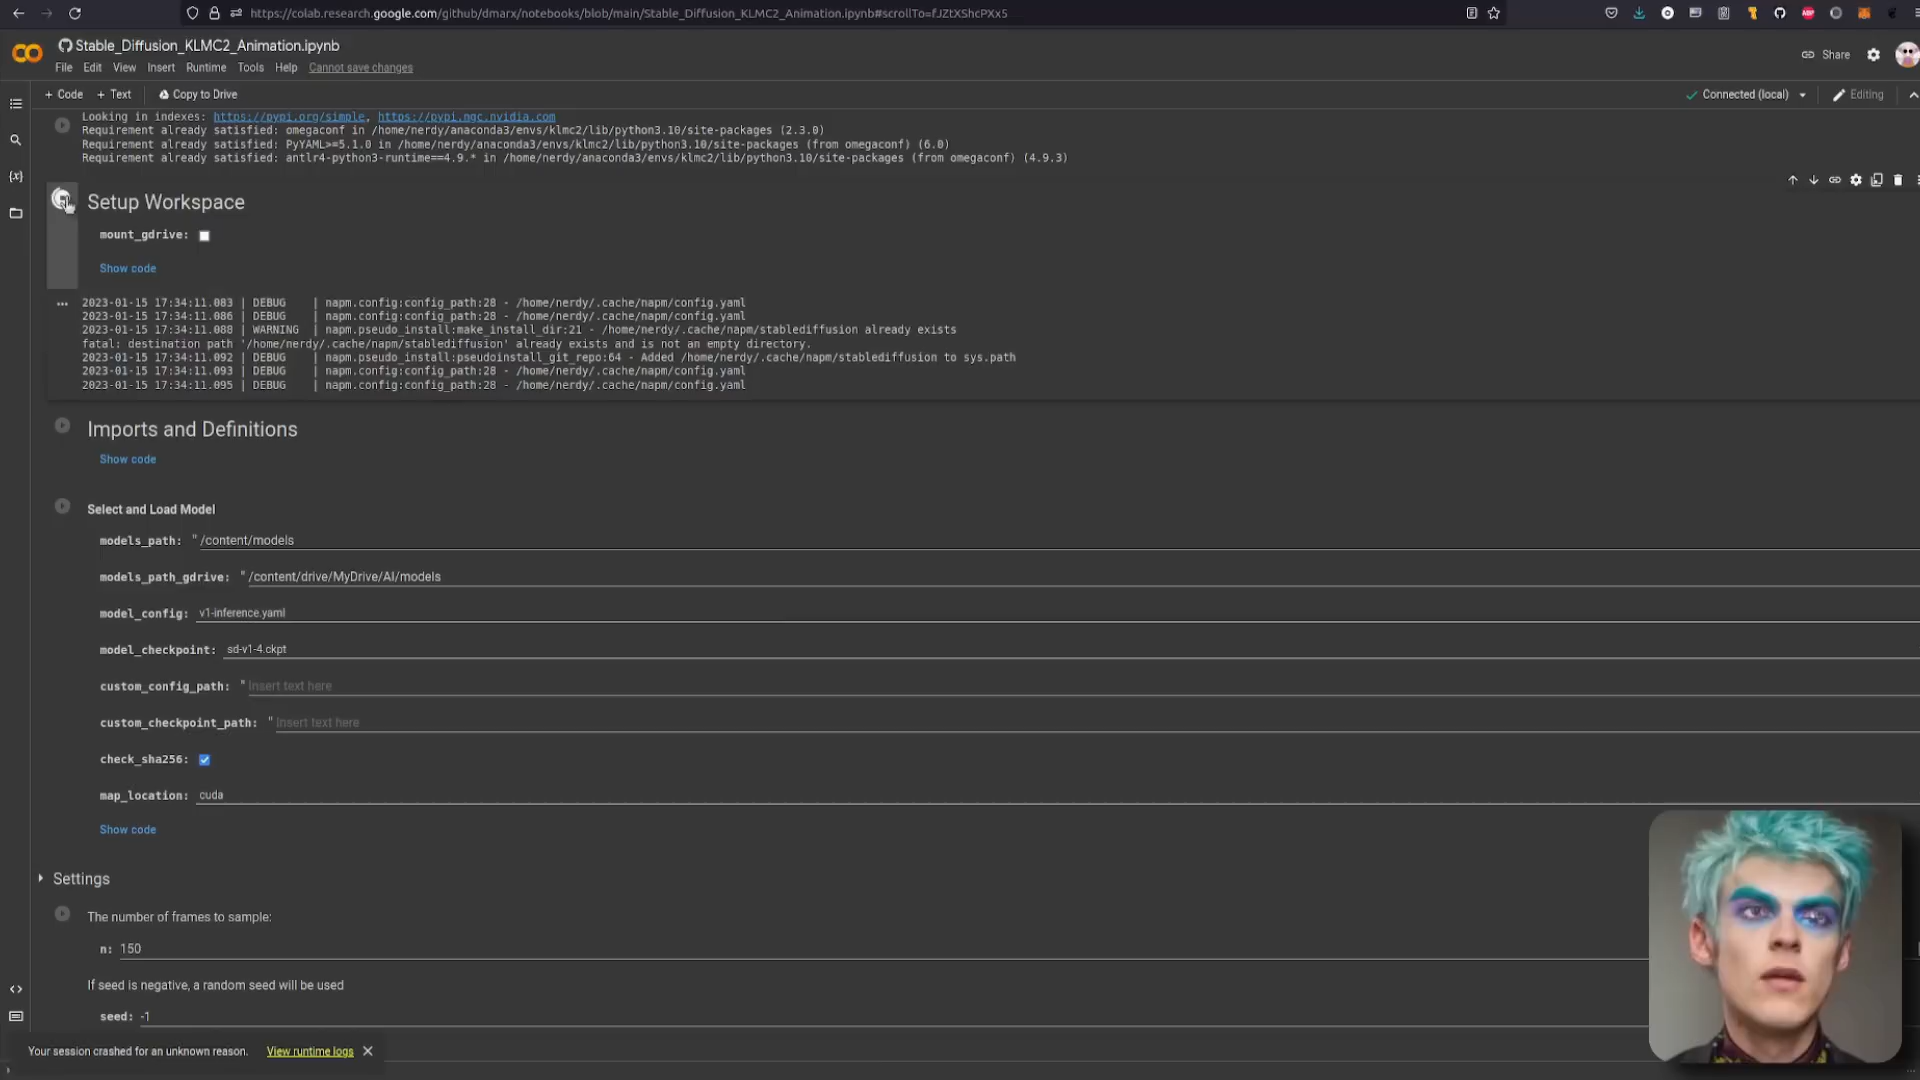 https://colab.research.google.com/github/dmarx/notebooks/blob/main/Stable_Diffusion_KLMC2_Animation.ipynb#scrollTo=fJZtXShcPXx5
Stable_Diffusion_KLMC2_Animation.ipynb
File Edit View Insert Runtime Tools Help Cannot save changes
Share
+ Code + Text Copy to Drive
Connected (local) Editing
Looking in indexes: https://pypi.org/simple, https://pypi.ngc.nvidia.com
Requirement already satisfied: omegaconf in /home/nerdy/anaconda3/envs/klmc2/lib/python3.10/site-packages (2.3.0)
Requirement already satisfied: PyYAML>=5.1.0 in /home/nerdy/anaconda3/envs/klmc2/lib/python3.10/site-packages (from omegaconf) (6.0)
Requirement already satisfied: antlr4-python3-runtime==4.9.* in /home/nerdy/anaconda3/envs/klmc2/lib/python3.10/site-packages (from omegaconf) (4.9.3)
Setup Workspace
mount_gdrive:
Show code
2023-01-15 17:34:11.083 | DEBUG | napm.config:config_path:28 - /home/nerdy/.cache/napm/config.yaml
2023-01-15 17:34:11.086 | DEBUG | napm.config:config_path:28 - /home/nerdy/.cache/napm/config.yaml
2023-01-15 17:34:11.088 | WARNING | napm.pseudo_install:make_install_dir:21 - /home/nerdy/.cache/napm/stablediffusion already exists
fatal: destination path '/home/nerdy/.cache/napm/stablediffusion' already exists and is not an empty directory.
2023-01-15 17:34:11.092 | DEBUG | napm.pseudo_install:pseudoinstall_git_repo:64 - Added /home/nerdy/.cache/napm/stablediffusion to sys.path
2023-01-15 17:34:11.093 | DEBUG | napm.config:config_path:28 - /home/nerdy/.cache/napm/config.yaml
2023-01-15 17:34:11.095 | DEBUG | napm.config:config_path:28 - /home/nerdy/.cache/napm/config.yaml
Imports and Definitions
Show code
Select and Load Model
models_path: "/content/models
models_path_gdrive: "/content/drive/MyDrive/AI/models
model_config: v1-inference.yaml
model_checkpoint: sd-v1-4.ckpt
custom_config_path: "Insert text here
custom_checkpoint_path: "Insert text here
check_sha256:
map_location: cuda
Show code
Settings
The number of frames to sample:
n: 150
If seed is negative, a random seed will be used
seed: -1
Your session crashed for an unknown reason. View runtime logs